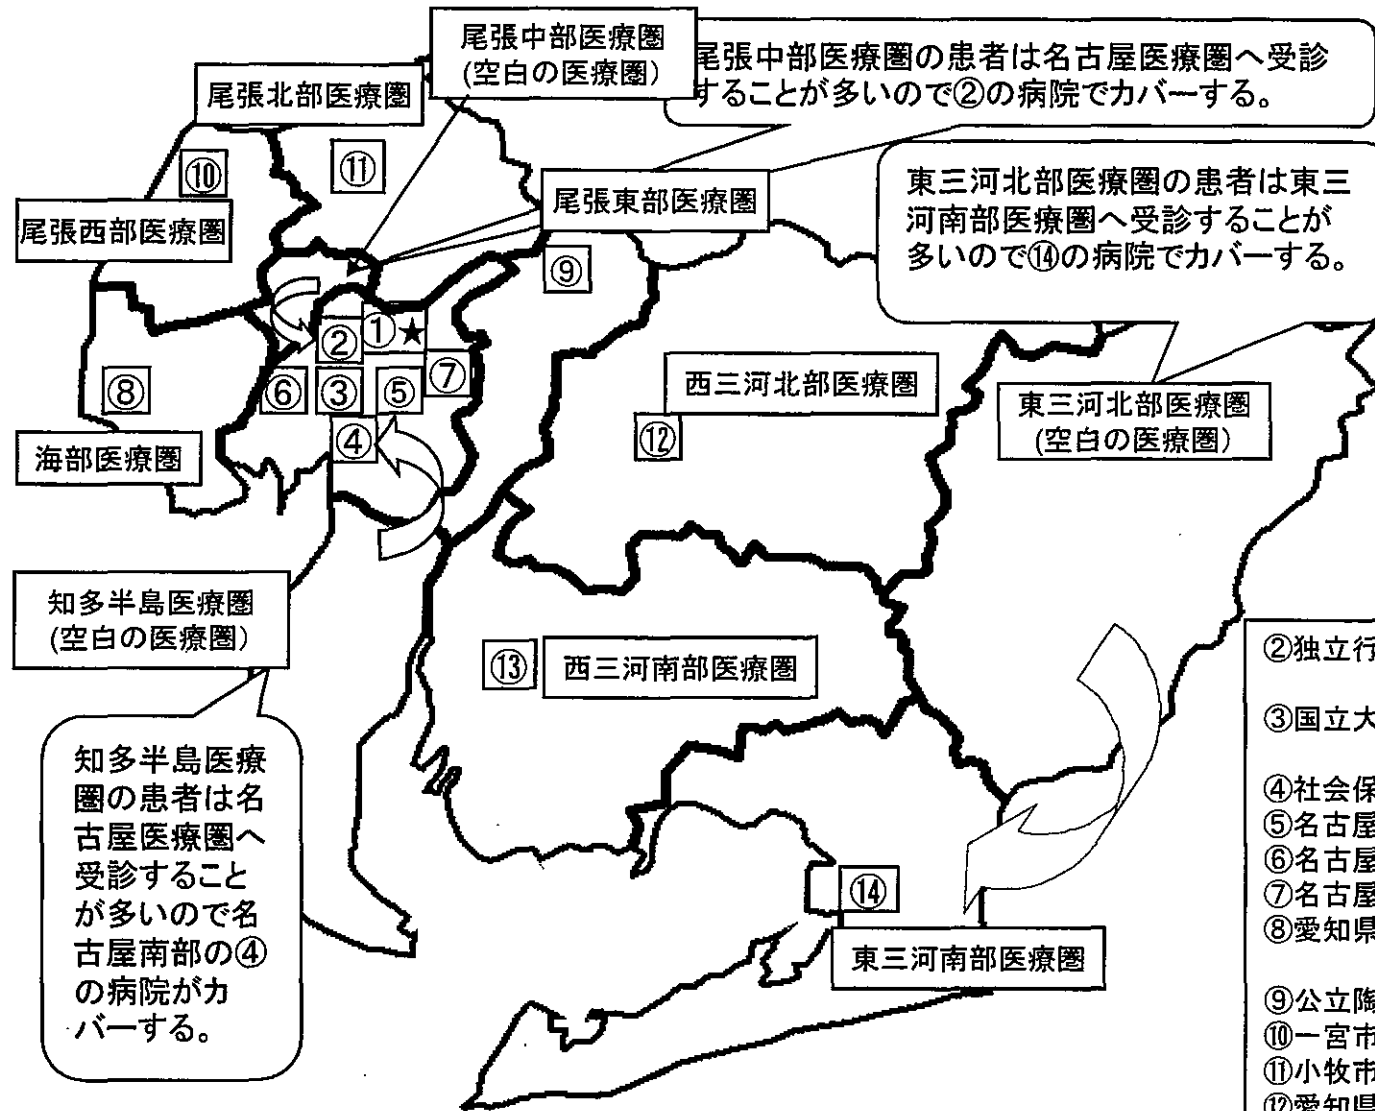 尾張中部医療圏
(空白の医療圏)
尾張中部医療圏の患者は名古屋医療圏へ受診
することが多いので②の病院でカバーする。
尾張北部医療圏
⑩
⑪
東三河北部医療圏の患者は東三
河南部医療圏へ受診することが
多いので⑭の病院でカバーする。
尾張東部医療圏
尾張西部医療圏
⑨
①★
②
⑦
⑧
⑥
③
⑤
西三河北部医療圏
東三河北部医療圏
(空白の医療圏)
④
⑫
海部医療圏
知多半島医療圏
(空白の医療圏)
⑬
西三河南部医療圏
②独立行
③国立大
④社会保
⑤名古屋
⑥名古屋
⑦名古屋
⑧愛知県
⑨公立陶
⑩一宮市
⑪小牧市
⑫愛知県
知多半島医療
圏の患者は名
古屋医療圏へ
受診すること
が多いので名
古屋南部の④
の病院がカ
バーする。
⑭
東三河南部医療圏